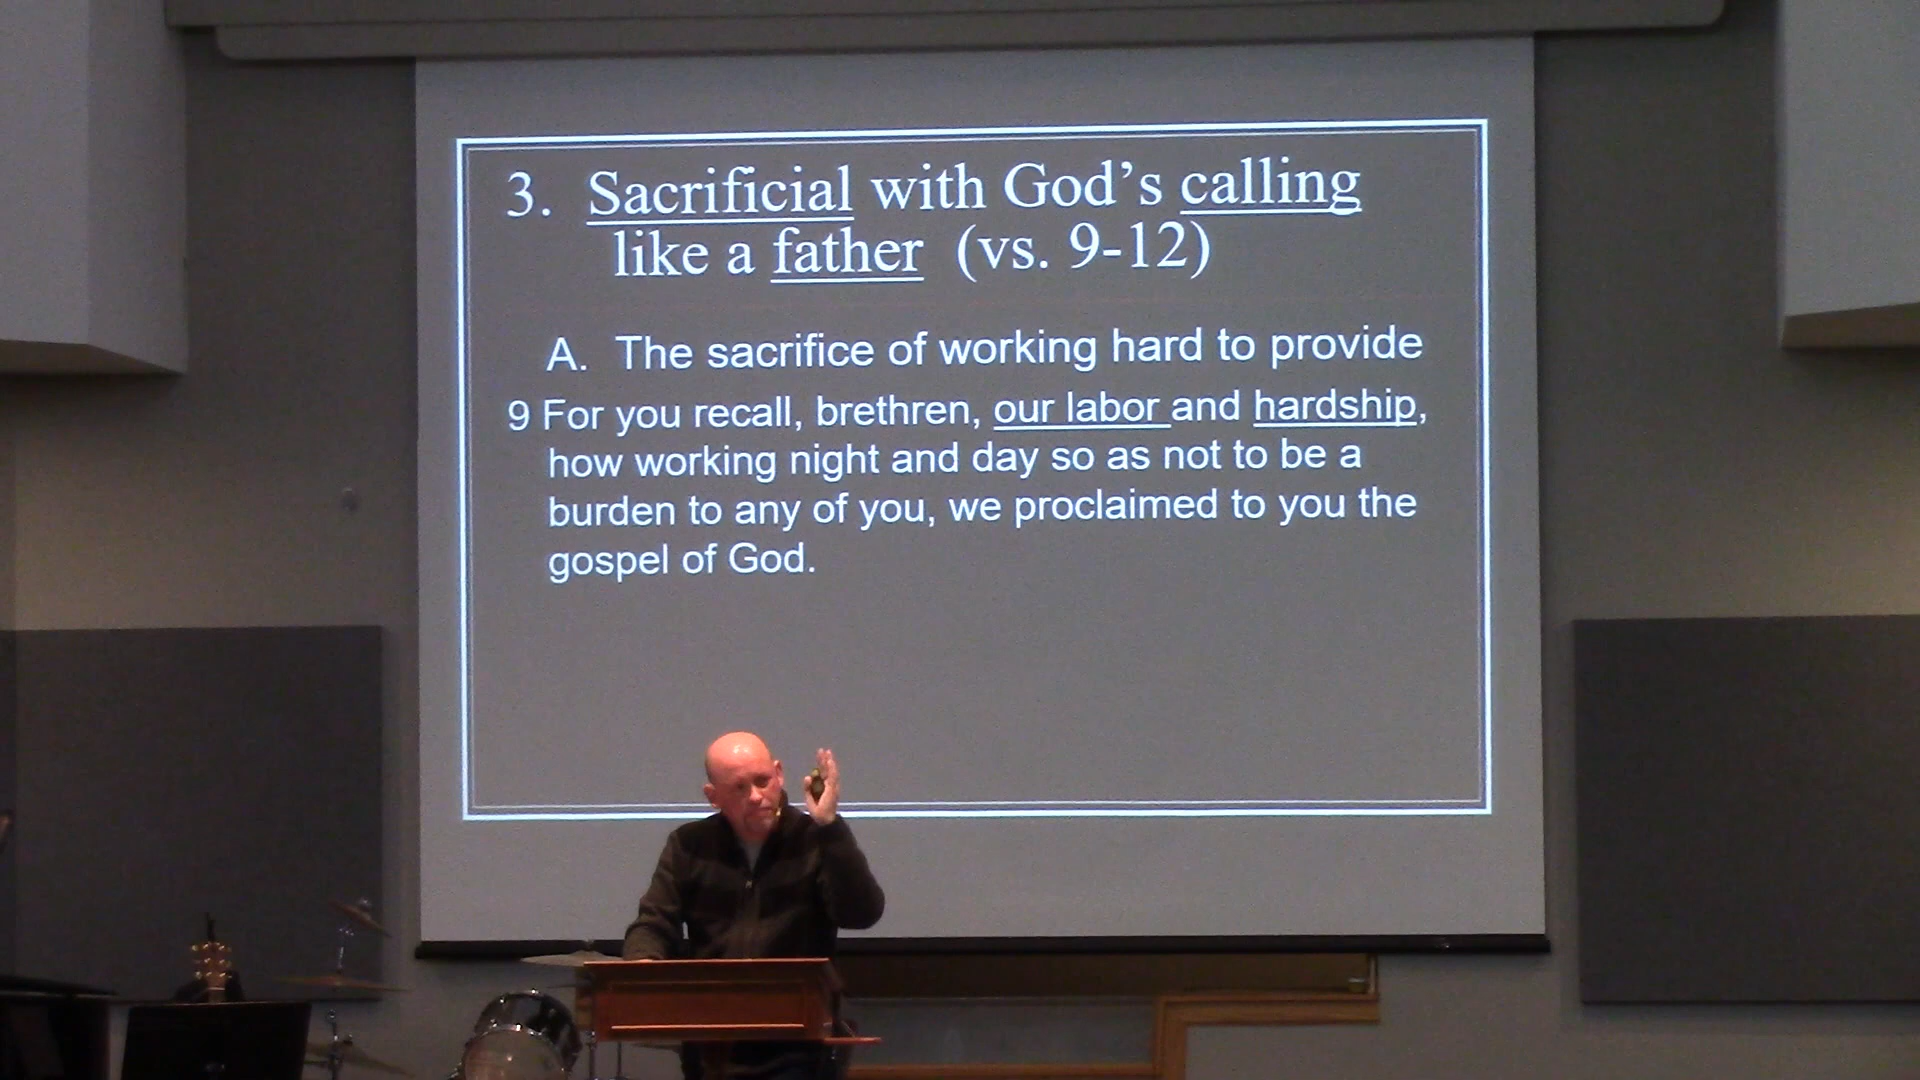 3. Sacrificial with God’s calling
like a father (vs. 9-12)
A. The sacrifice of working hard to provide
9 For you recall, brethren, our labor and hardship,
how working night and day so as not to be a
burden to any of you, we proclaimed to you the
gospel of God.